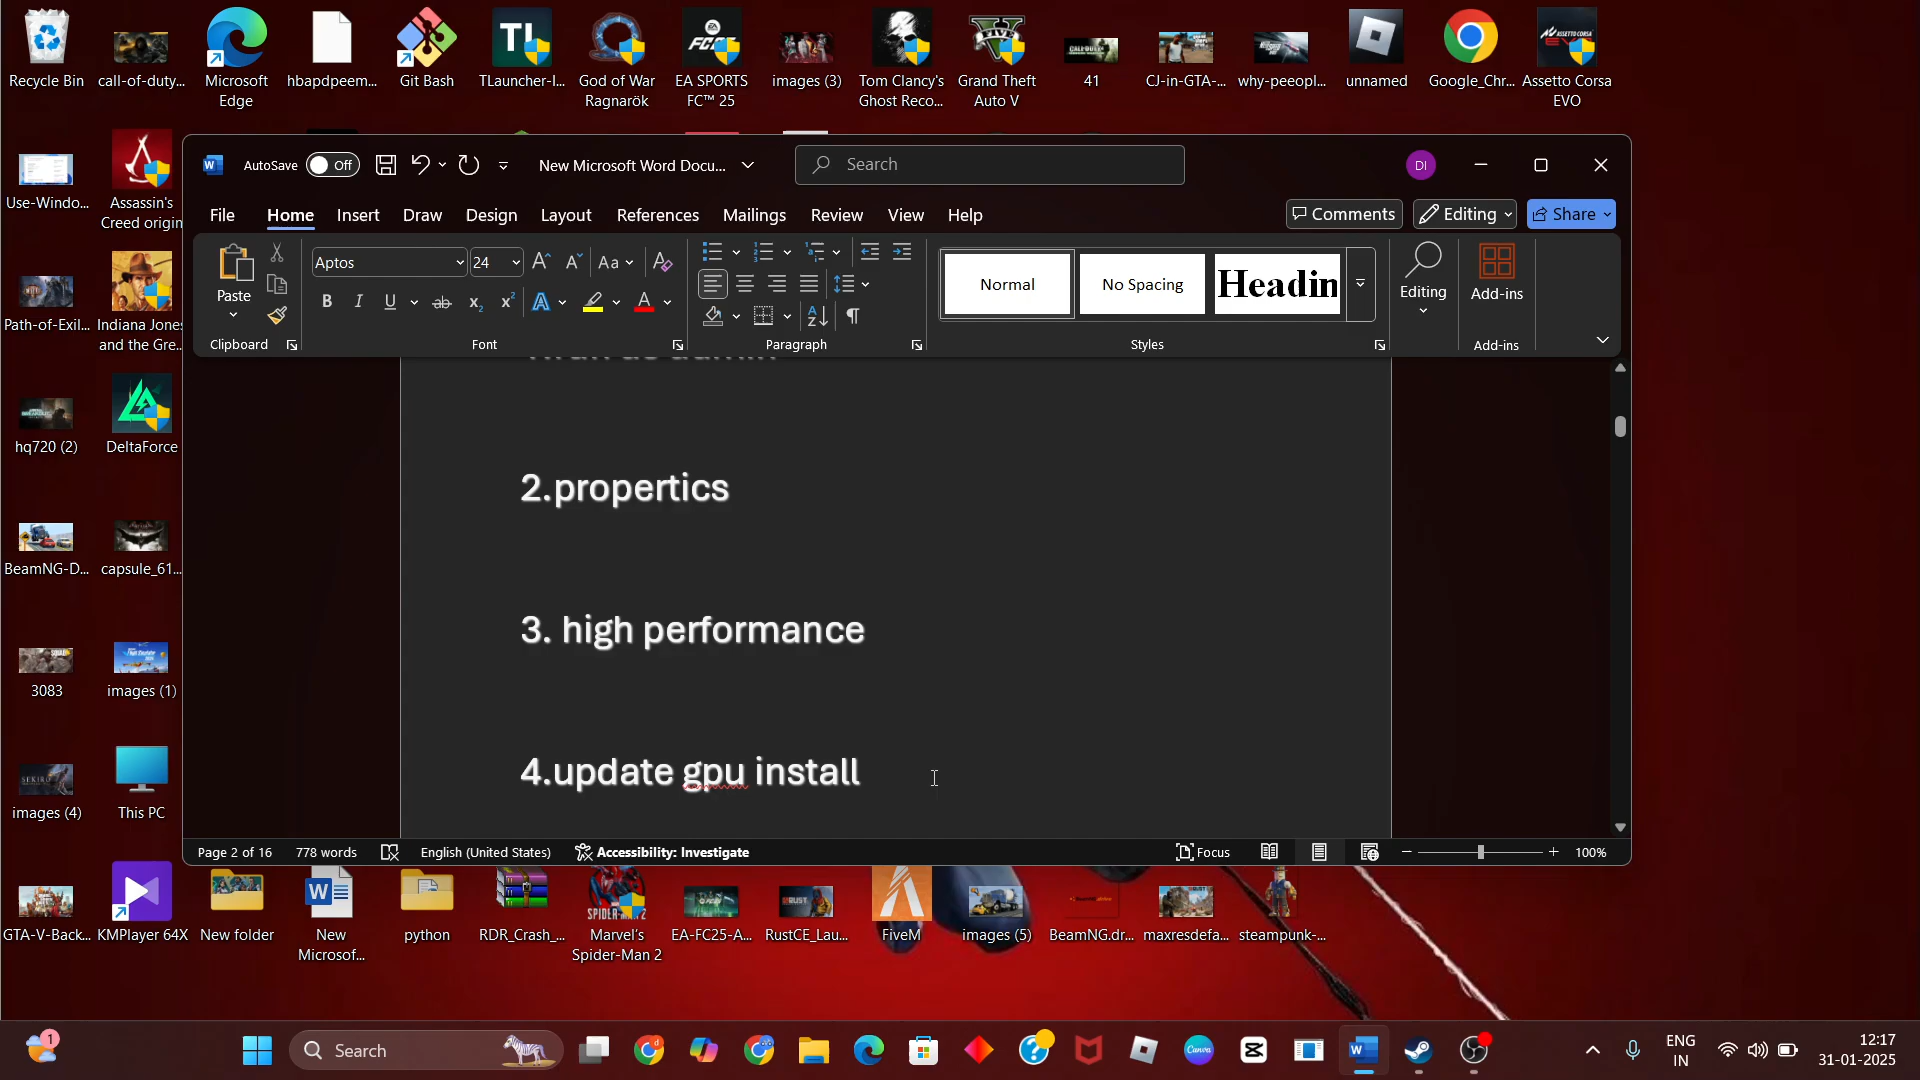 Recycle Bin
call-of-duty...
Microsoft
Edge
hbapdpeem...
Git Bash
TLauncher-I...
God of War
Ragnarök
EA SPORTS
FC™ 25
images (3)
Tom Clancy's
Ghost Reco...
Grand Theft
Auto V
41
CJ-in-GTA-...
why-peeopl...
unnamed
Google_Chr...
Assetto Corsa
EVO
Use-Windo...
Assassin's
Creed origin
Path-of-Exil...
Indiana Jones
and the Gre...
hq720 (2)
DeltaForce
BeamNG-D...
capsule_61...
3083
images (1)
images (4)
This PC
AutoSave
Off
New Microsoft Word Docu...
Search
DI
File
Home
Insert
Draw
Design
Layout
References
Mailings
Review
View
Help
Comments
Editing
Share
Paste
Clipboard
Aptos
24
Font
Paragraph
Normal
No Spacing
Headin
Styles
Editing
Add-ins
Add-ins
2.propertics
3. high performance
4.update gpu install
Page 2 of 16
778 words
English (United States)
Accessibility: Investigate
Focus
100%
GTA-V-Back...
KMPlayer 64X
New folder
New
Microsof...
python
RDR_Crash_...
Marvel's
Spider-Man 2
EA-FC25-A...
RustCE_Lau...
FiveM
images (5)
BeamNG.dr...
maxresdefa...
steampunk-...
1
Search
ENG
IN
12:17
31-01-2025